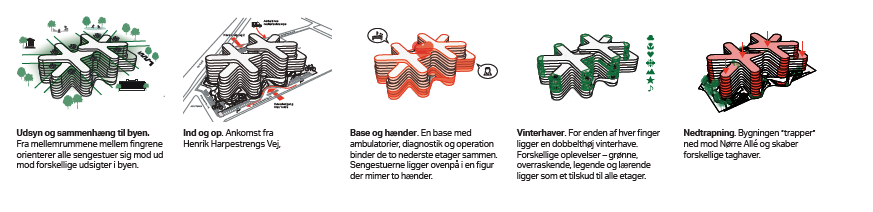 Udsyn og sammenhæng til byen.
Fra mellemrummene mellem fingrene
orienterer alle sengestuer sig mod ud
mod forskellige udsigter i byen.
Ind og op. Ankomst fra
Henrik Harpestrengs Vej,
Base og hænder. En base med
ambulatorier, diagnostik og operation
binder de to nederste etager sammen.
Sengestuerne ligger ovenpå i en figur
der mimer to hænder.
Vinterhaver. For enden af hver finger
ligger en dobbelthøj vinterhave.
Forskellige oplevelser – grønne,
overraskende, legende og lærende
ligger som et tilskud til alle etager.
Nedtrapning. Bygningen "trapper"
ned mod Nørre Allé og skaber
forskellige taghaver.